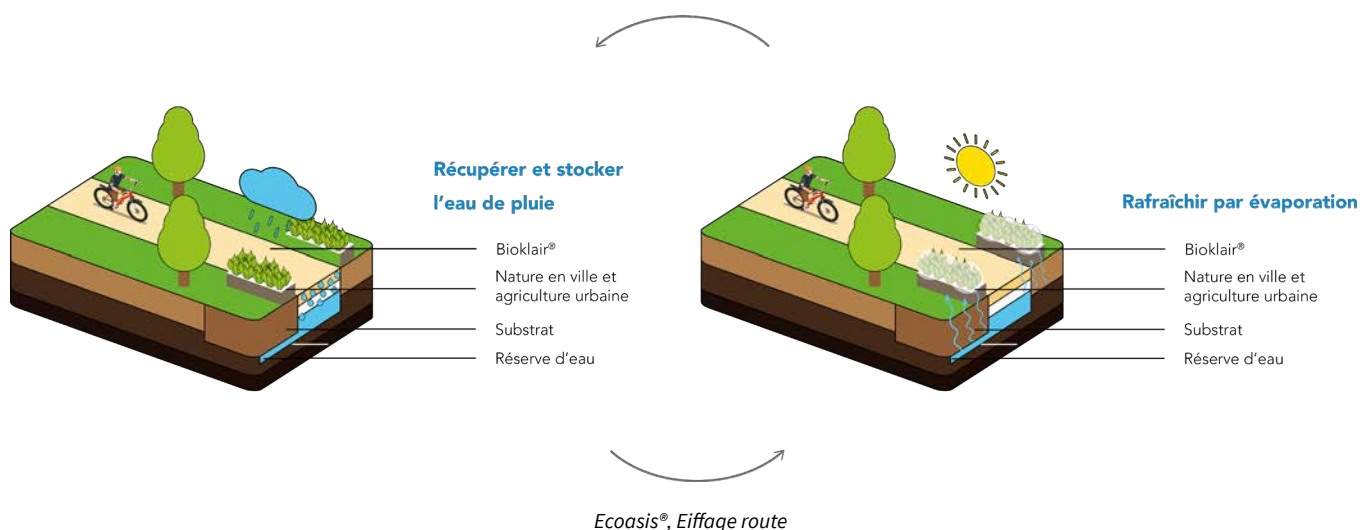 Récupérer et stocker
l'eau de pluie
Bioklair®
Nature en ville et
agriculture urbaine
Substrat
Réserve d'eau
Rafraîchir par évaporation
Bioklair®
Nature en ville et
agriculture urbaine
Substrat
Réserve d'eau
Ecoasis®, Eiffage route